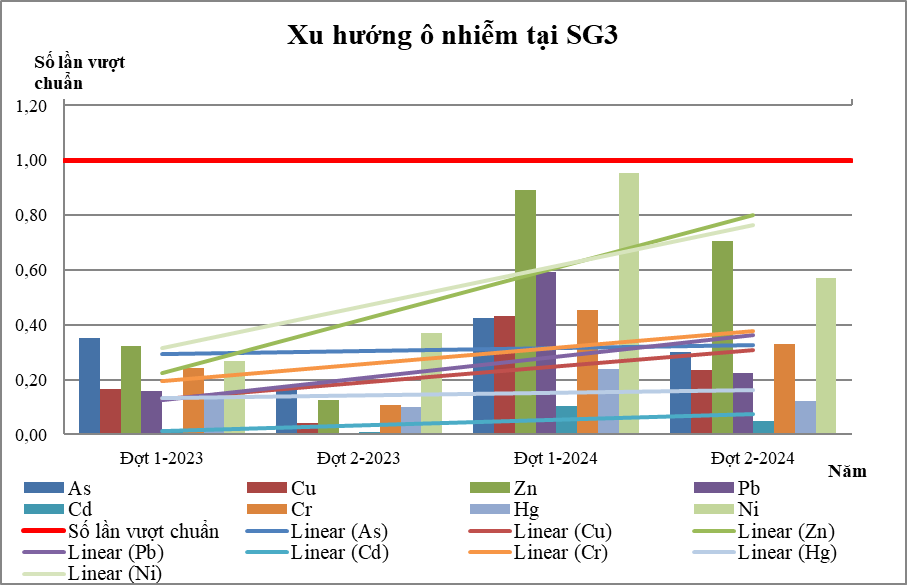 Xu hướng ô nhiễm tại SG3
Số lần vượt
chuẩn
1,20
1,00
0,80
0,60
0,40
0,20
0,00
Đợt 1-2023 Đợt 2-2023 Đợt 1-2024 Đợt 2-2024
Năm
As Cu Zn Pb
Cd Cr Hg Ni
Số lần vượt chuẩn Linear (As) Linear (Cu) Linear (Zn)
Linear (Pb) Linear (Cd) Linear (Cr) Linear (Hg)
Linear (Ni)